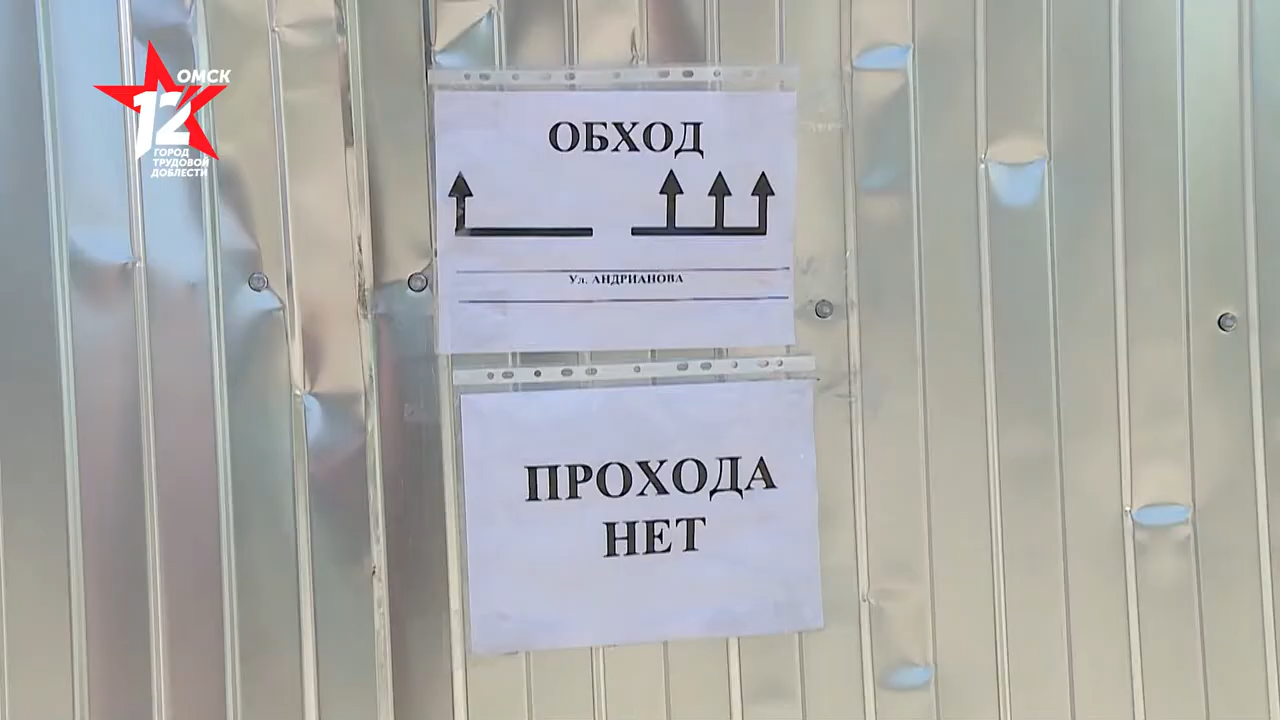 ОМСК
12
ГОРОД
ТРУДОВОЙ
ДОБЛЕСТИ
ОБХОД
Ул. АНДРИАНОВА
ПРОХОДА
НЕТ